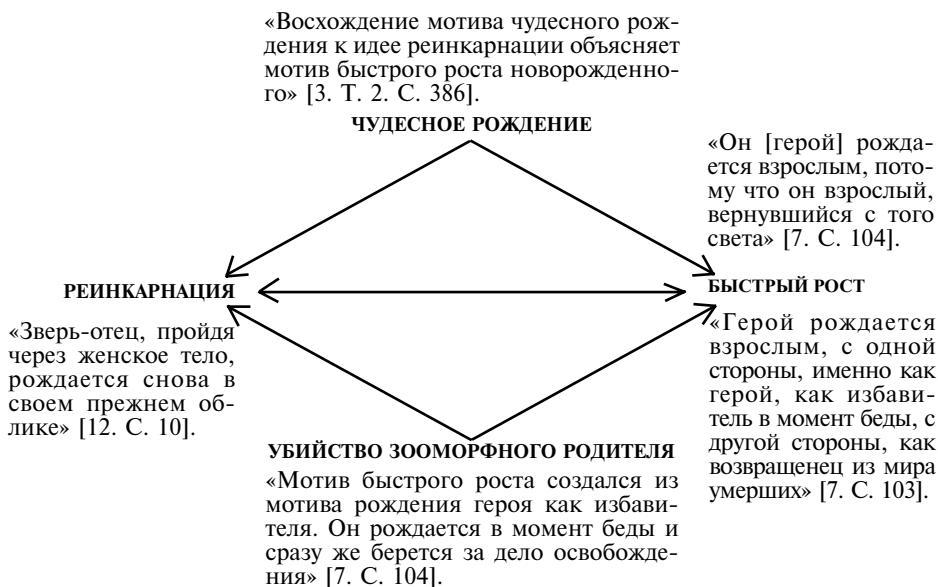 «Восхождение мотива чудесного рож-
дения к идее реинкарнации объясняет
мотив быстрого роста новорожденно-
го» [3. Т. 2. С. 386].
ЧУДЕСНОЕ РОЖДЕНИЕ
«Он [герой] рожда-
ется взрослым, пото-
му что он взрослый,
вернувшийся с того
света» [7. С. 104].
РЕИНКАРНАЦИЯ
БЫСТРЫЙ РОСТ
«Зверь-отец, пройдя
через женское тело,
рождается снова в
своем прежнем об-
лике» [12. С. 10].
«Герой рождается
взрослым, с одной
стороны, именно как
герой, как избави-
тель в момент беды, с
другой стороны, как
возвращенец из мира
умерших» [7. С. 103].
УБИЙСТВО ЗООМОРФНОГО РОДИТЕЛЯ
«Мотив быстрого роста создался из
мотива рождения героя как избави-
теля. Он рождается в момент беды и
сразу же берется за дело освобожде-
ния» [7. С. 104].